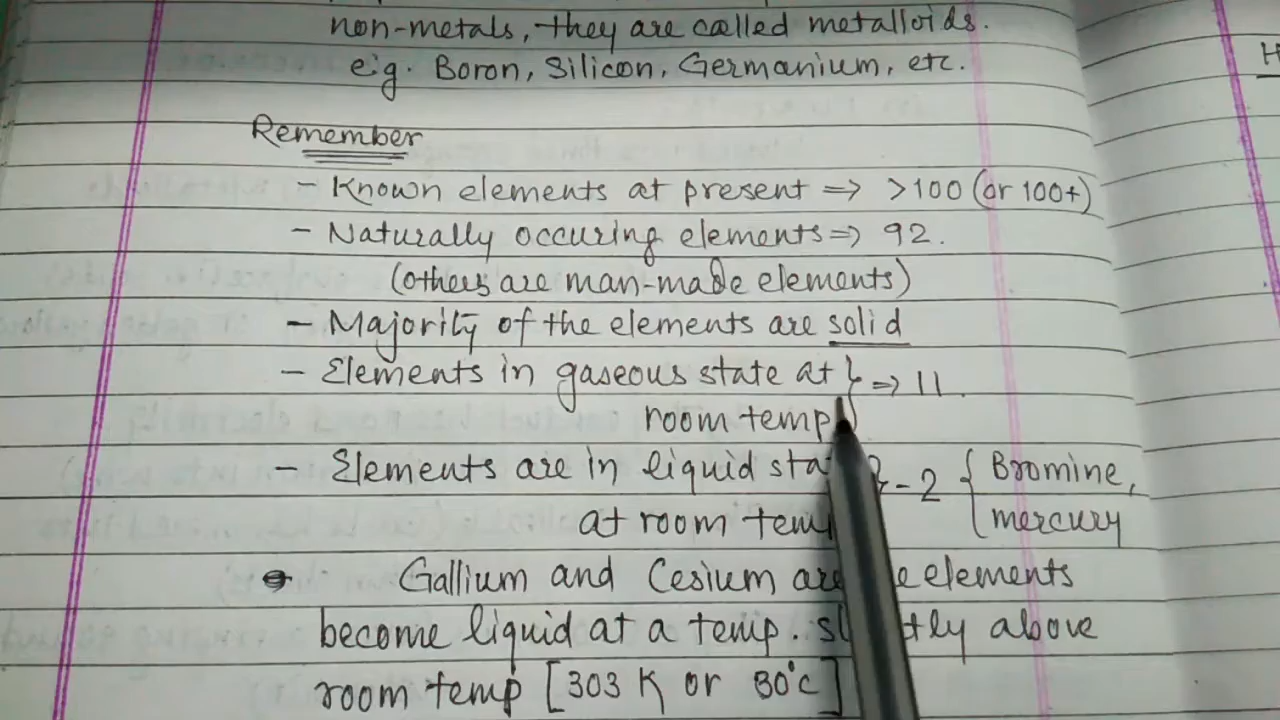 non-metals, they are called metalloids.
e.g. Boron, Silicon, Germanium, etc.
Remember
- Known elements at present => >100 (or 100+)
- Naturally occuring elements => 92.
(others are man-made elements)
- Majority of the elements are solid
- Elements in gaseous state at } => 11.
room temp
- Elements are in liquid sta } - 2 { Bromine,
at room tem mercury
Gallium and Cesium are elements
become liquid at a temp. above
room temp [303 K or 30°c]
H